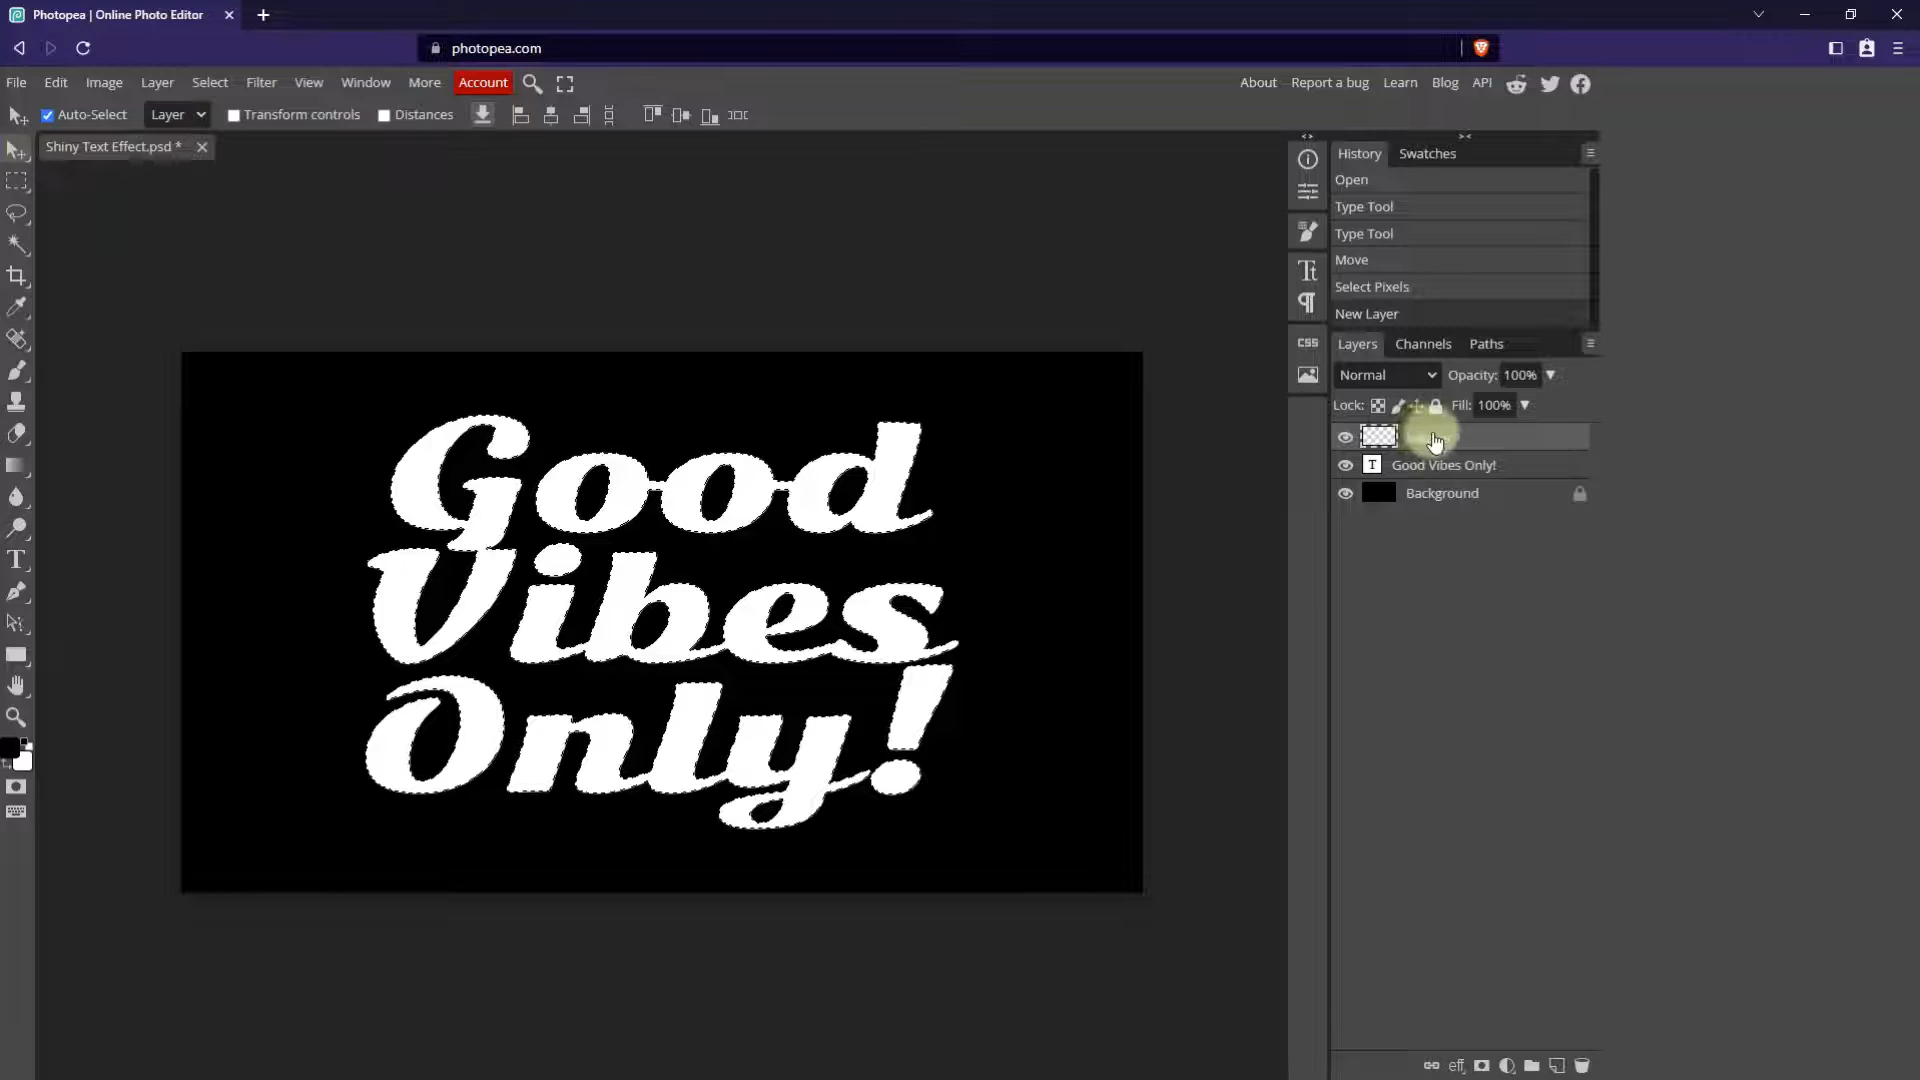 Photopea | Online Photo Editor
photopea.com
File Edit Image Layer Select Filter View Window More Account
About Report a bug Learn Blog API
Auto-Select Layer Transform controls Distances
Shiny Text Effect.psd *
History Swatches
Open
Type Tool
Type Tool
Move
Select Pixels
New Layer
CSS
Layers Channels Paths
Normal Opacity: 100%
Lock: Fill: 100%
T Good Vibes Only!
Background
Good
Vibes
Only!
eff